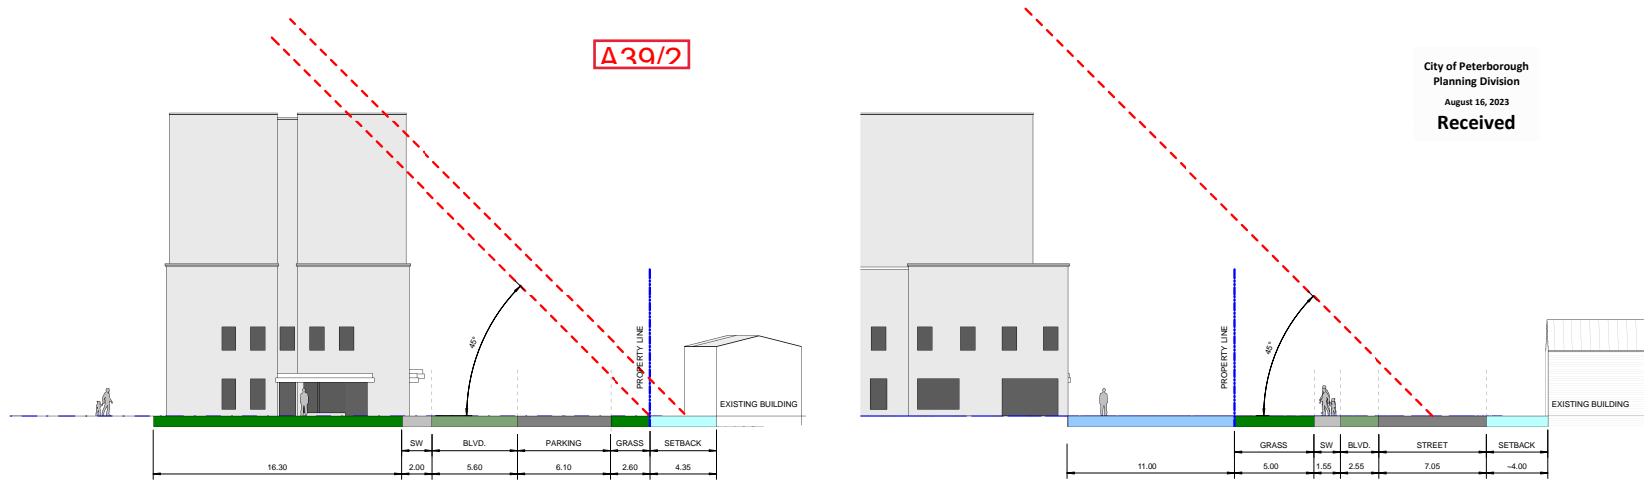 A39/2
City of Peterborough
Planning Division
August 16, 2023
Received
45°
PROPERTY LINE
EXISTING BUILDING
SW BLVD. PARKING GRASS SETBACK
16.30 2.00 5.60 6.10 2.60 4.35
45°
PROPERTY LINE
EXISTING BUILDING
GRASS SW BLVD. STREET SETBACK
11.00 5.00 1.55 2.55 7.05 ~4.00